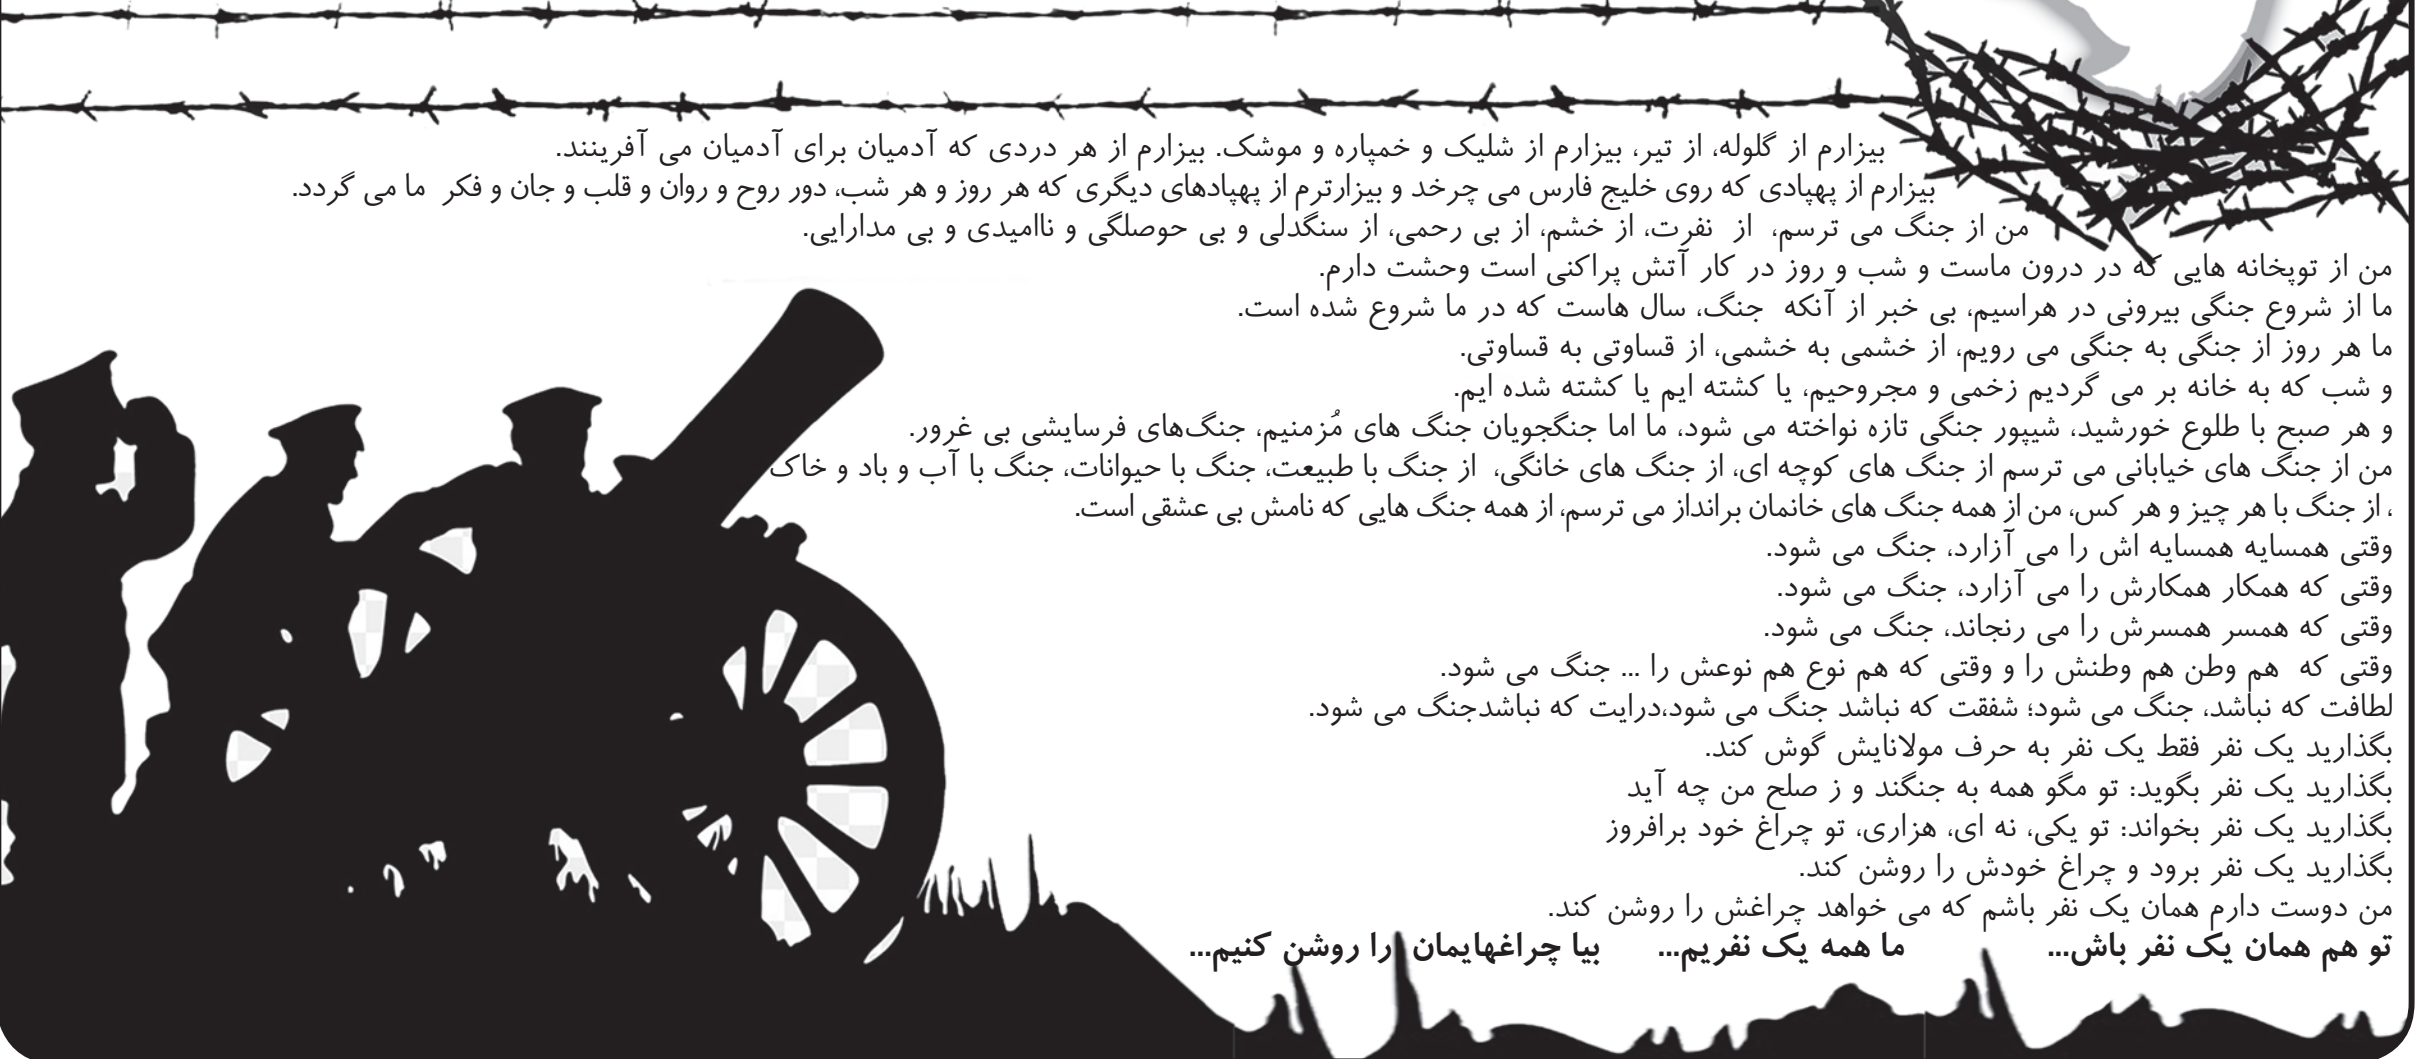 بیزارم از گلوله، از تیر، بیزارم از شلیک و خمپاره و موشک. بیزارم از هر دردی که آدمیان برای آدمیان می آفرینند.
بیزارم از پهپادی که روی خلیج فارس می چرخد و بیزارترم از پهپادهای دیگری که هر روز و هر شب، دور روح و روان و قلب و جان و فکر ما می گردد.
من از جنگ می ترسم، از نفرت، از خشم، از بی رحمی، از سنگدلی و بی حوصلگی و ناامیدی و بی مدارایی.
من از توپخانه هایی که در درون ماست و شب و روز در کار آتش پراکنی است وحشت دارم.
ما از شروع جنگی بیرونی در هراسیم، بی خبر از آنکه جنگ، سال هاست که در ما شروع شده است.
ما هر روز از جنگی به جنگی می رویم، از خشمی به خشمی، از قساوتی به قساوتی.
و شب که به خانه بر می گردیم زخمی و مجروحیم، یا کشته ایم یا کشته شده ایم.
و هر صبح با طلوع خورشید، شیپور جنگی تازه نواخته می شود، ما اما جنگجویان جنگ های مُزمنیم، جنگ‌های فرسایشی بی غرور.
من از جنگ های خیابانی می ترسم از جنگ های کوچه ای، از جنگ های خانگی، از جنگ با طبیعت، جنگ با حیوانات، جنگ با آب و باد و خاک
، از جنگ با هر چیز و هر کس، من از همه جنگ های خانمان برانداز می ترسم، از همه جنگ هایی که نامش بی عشقی است.
وقتی همسایه همسایه اش را می آزارد، جنگ می شود.
وقتی که همکار همکارش را می آزارد، جنگ می شود.
وقتی که همسر همسرش را می رنجاند، جنگ می شود.
وقتی که هم وطن هم وطنش را و وقتی که هم نوع هم نوعش را ... جنگ می شود.
لطافت که نباشد، جنگ می شود؛ شفقت که نباشد جنگ می شود،درایت که نباشدجنگ می شود.
بگذارید یک نفر فقط یک نفر به حرف مولانایش گوش کند.
بگذارید یک نفر بگوید: تو مگو همه به جنگند و ز صلح من چه آید
بگذارید یک نفر بخواند: تو یکی، نه ای، هزاری، تو چراغ خود برافروز
بگذارید یک نفر برود و چراغ خودش را روشن کند.
من دوست دارم همان یک نفر باشم که می خواهد چراغش را روشن کند.
تو هم همان یک نفر باش... ما همه یک نفریم... بیا چراغهایمان را روشن کنیم...